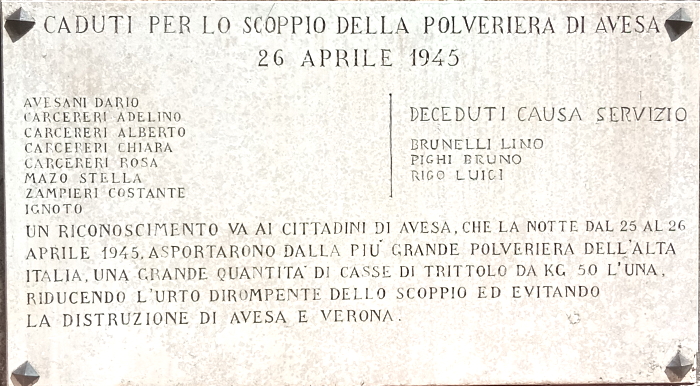 CADUTI PER LO SCOPPIO DELLA POLVERIERA DI AVESA
26 APRILE 1945
AVESANI DARIO
CARCERERI ADELINO
CARCERERI ALBERTO
CARCERERI CHIARA
CARCERERI ROSA
MAZO STELLA
ZAMPIERI COSTANTE
IGNOTO
DECEDUTI CAUSA SERVIZIO
BRUNELLI LINO
PIGHI BRUNO
RIGO LUIGI
UN RICONOSCIMENTO VA AI CITTADINI DI AVESA, CHE LA NOTTE DAL 25 AL 26
APRILE 1945, ASPORTARONO DALLA PIU' GRANDE POLVERIERA DELL'ALTA
ITALIA, UNA GRANDE QUANTITA' DI CASSE DI TRITTOLO DA KG 50 L'UNA,
RIDUCENDO L'URTO DIROMPENTE DELLO SCOPPIO ED EVITANDO
LA DISTRUZIONE DI AVESA E VERONA.